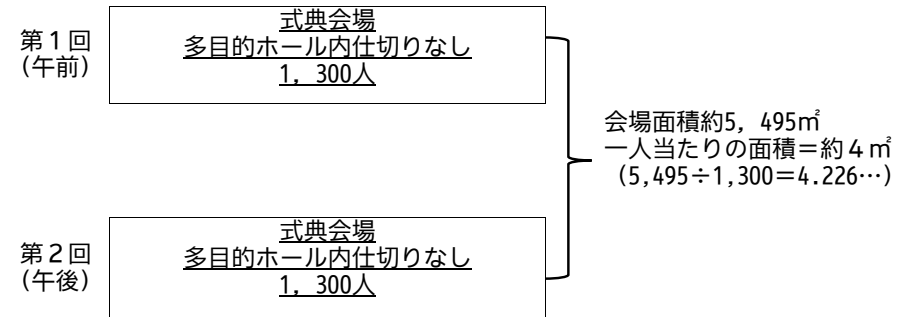 第１回
（午前）
式典会場
多目的ホール内仕切りなし
1，300人
会場面積約5，495㎡
一人当たりの面積＝約４㎡
（5,495÷1,300＝4.226…）
第２回
（午後）
式典会場
多目的ホール内仕切りなし
1，300人